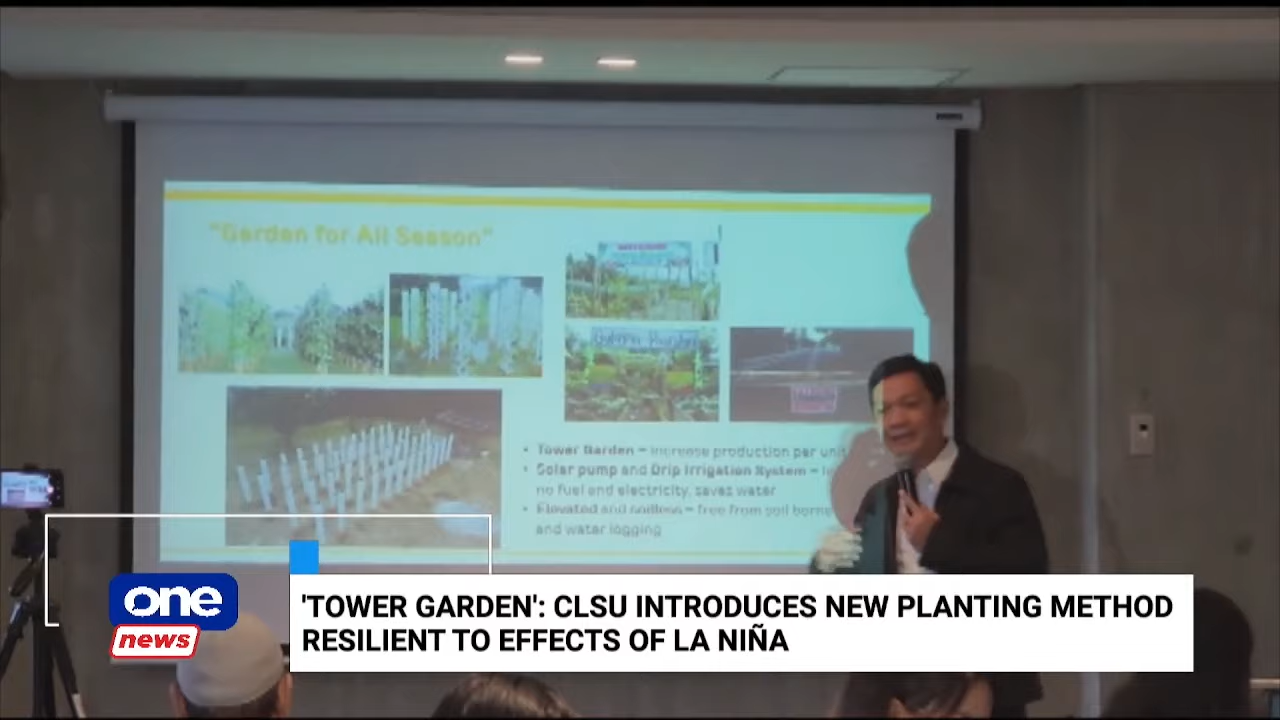 "Garden for All Season"
• Tower Garden – increase production per unit
• Solar pump and Drip Irrigation System –
no fuel and electricity, saves water
• Elevated and soilless – free from soil borne
and water logging
one
news
'TOWER GARDEN': CLSU INTRODUCES NEW PLANTING METHOD
RESILIENT TO EFFECTS OF LA NIÑA